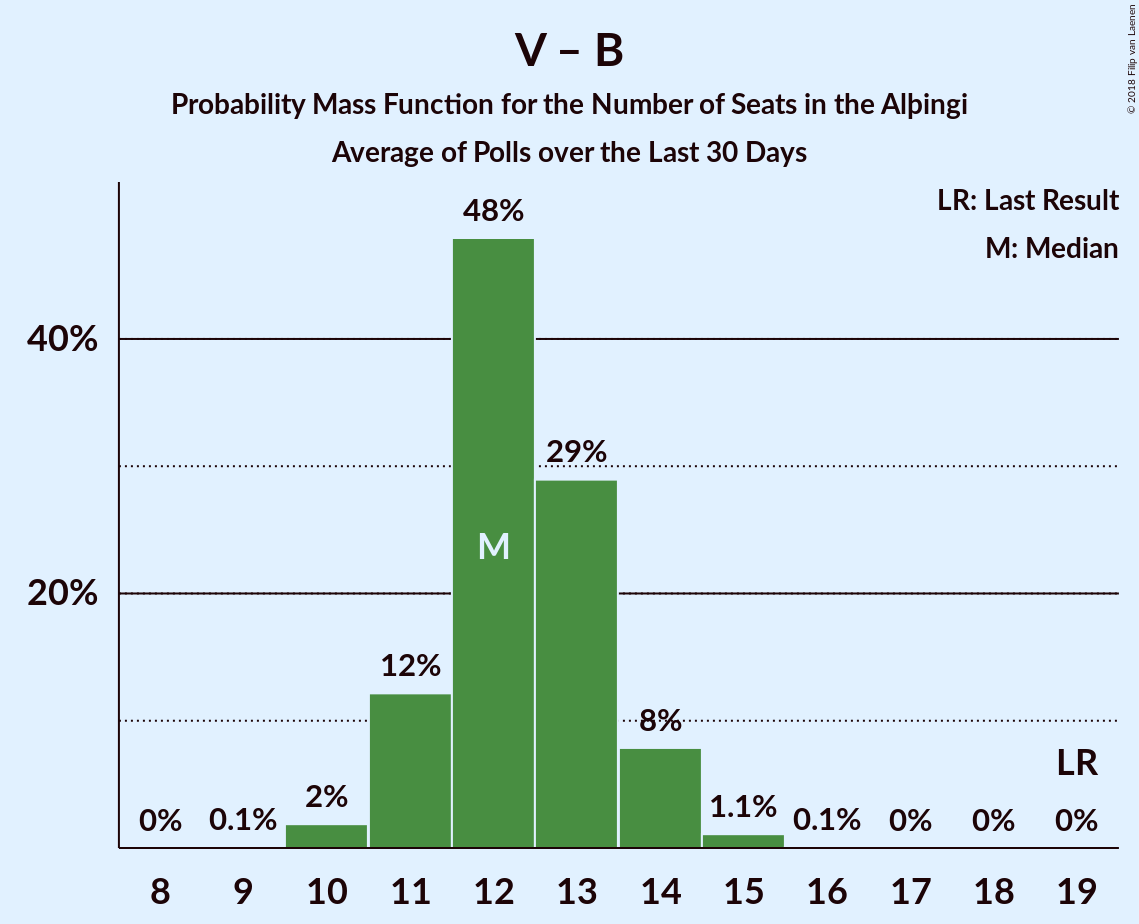 V – B
Probability Mass Function for the Number of Seats in the Alþingi
Average of Polls over the Last 30 Days
© 2018 Filip van Laenen
LR: Last Result
M: Median
48%
40%
29%
M
20%
12%
8%
LR
0%
0.1%
2%
1.1%
0.1%
0%
0%
0%
8 9 10 11 12 13 14 15 16 17 18 19